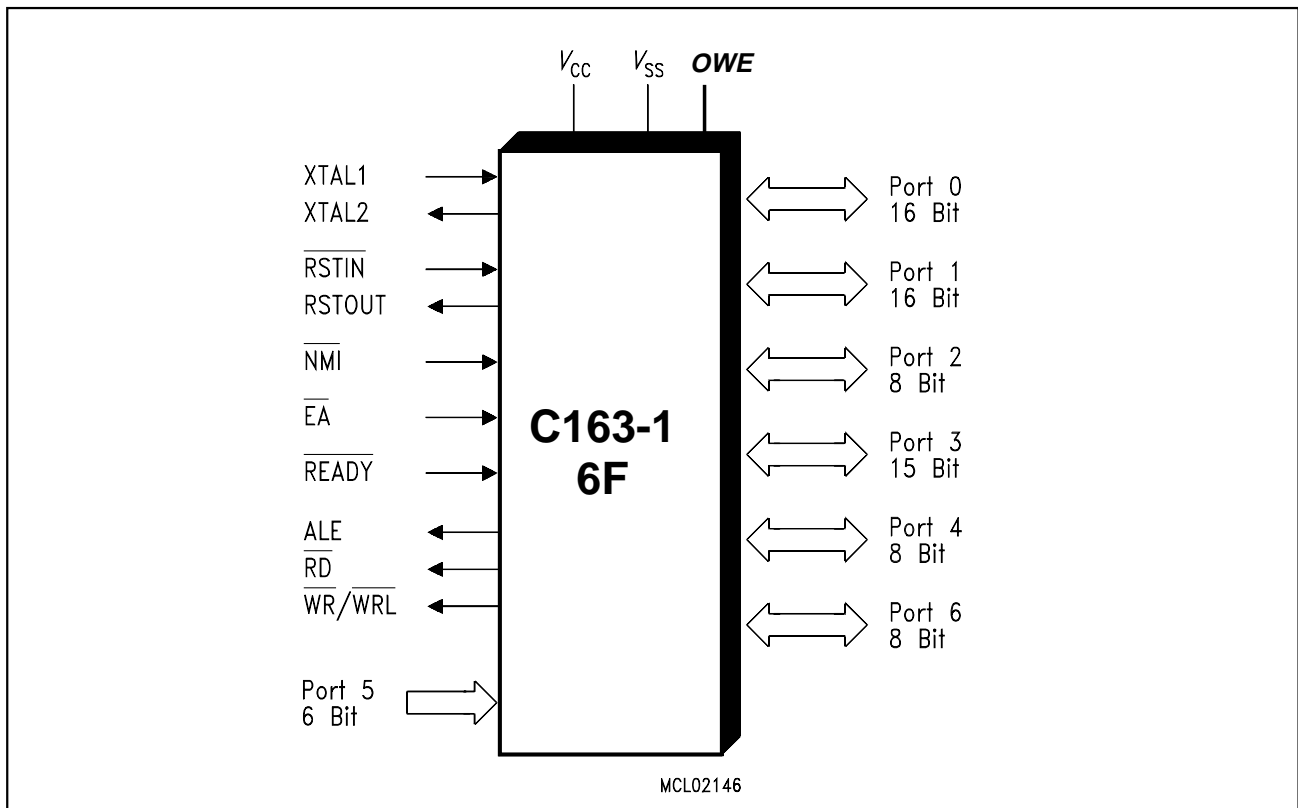 VCC VSS OWE
XTAL1
XTAL2
RSTIN
RSTOUT
NMI
EA
READY
ALE
RD
WR/WRL
Port 5
6 Bit
C163-1
6F
Port 0
16 Bit
Port 1
16 Bit
Port 2
8 Bit
Port 3
15 Bit
Port 4
8 Bit
Port 6
8 Bit
MCL02146